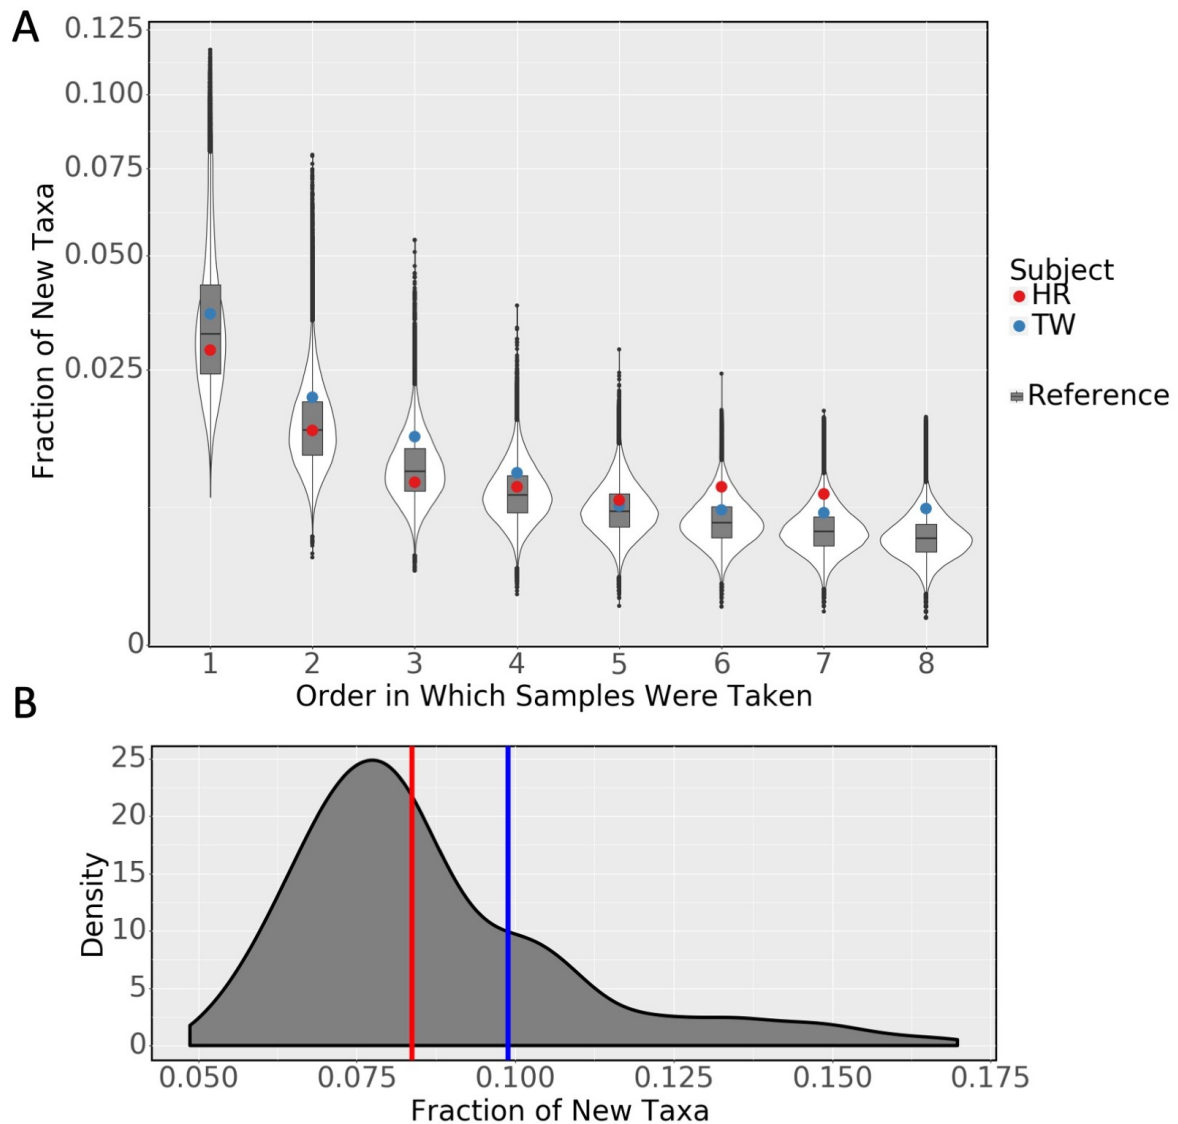 A
Fraction of New Taxa
0.125
0.100
0.075
0.050
0.025
0
1 2 3 4 5 6 7 8
Order in Which Samples Were Taken
Subject
HR
TW
Reference
B
Density
25
20
15
10
5
0
0.050 0.075 0.100 0.125 0.150 0.175
Fraction of New Taxa